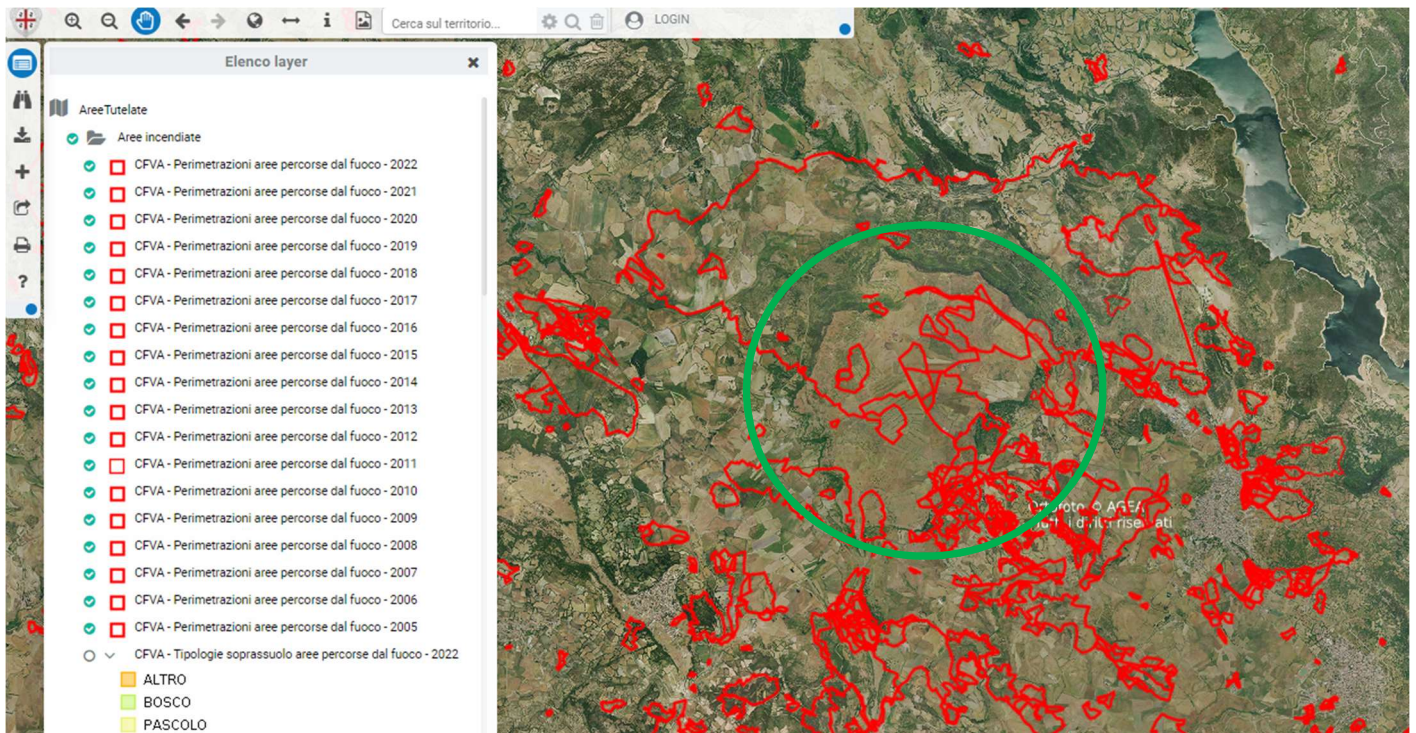 Cerca sul territorio...
LOGIN
Elenco layer
AreeTutelate
Aree incendiate
CFVA - Perimetrazioni aree percorse dal fuoco - 2022
CFVA - Perimetrazioni aree percorse dal fuoco - 2021
CFVA - Perimetrazioni aree percorse dal fuoco - 2020
CFVA - Perimetrazioni aree percorse dal fuoco - 2019
CFVA - Perimetrazioni aree percorse dal fuoco - 2018
CFVA - Perimetrazioni aree percorse dal fuoco - 2017
CFVA - Perimetrazioni aree percorse dal fuoco - 2016
CFVA - Perimetrazioni aree percorse dal fuoco - 2015
CFVA - Perimetrazioni aree percorse dal fuoco - 2014
CFVA - Perimetrazioni aree percorse dal fuoco - 2013
CFVA - Perimetrazioni aree percorse dal fuoco - 2012
CFVA - Perimetrazioni aree percorse dal fuoco - 2011
CFVA - Perimetrazioni aree percorse dal fuoco - 2010
CFVA - Perimetrazioni aree percorse dal fuoco - 2009
CFVA - Perimetrazioni aree percorse dal fuoco - 2008
CFVA - Perimetrazioni aree percorse dal fuoco - 2007
CFVA - Perimetrazioni aree percorse dal fuoco - 2006
CFVA - Perimetrazioni aree percorse dal fuoco - 2005
CFVA - Tipologie soprassuolo aree percorse dal fuoco - 2022
ALTRO
BOSCO
PASCOLO
AGEA